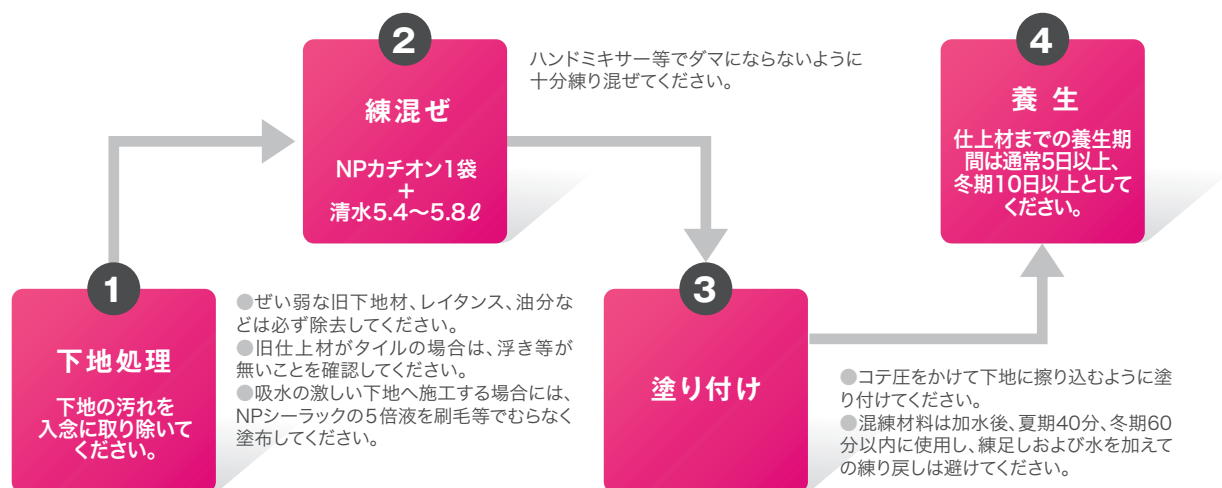 1
下地処理
下地の汚れを
入念に取り除いて
ください。
●ぜい弱な旧下地材、レイタンス、油分な
どは必ず除去してください。
●旧仕上材がタイルの場合は、浮き等が
無いことを確認してください。
●吸水の激しい下地へ施工する場合には、
NPシーラックの5倍液を刷毛等でむらなく
塗布してください。
2
練混ぜ
NPカチオン1袋
+
清水5.4〜5.8ℓ
ハンドミキサー等でダマにならないように
十分練り混ぜてください。
3
塗り付け
●コテ圧をかけて下地に擦り込むように塗
り付けてください。
●混練材料は加水後、夏期40分、冬期60
分以内に使用し、練足しおよび水を加えて
の練り戻しは避けてください。
4
養 生
仕上材までの養生期
間は通常5日以上、
冬期10日以上として
ください。